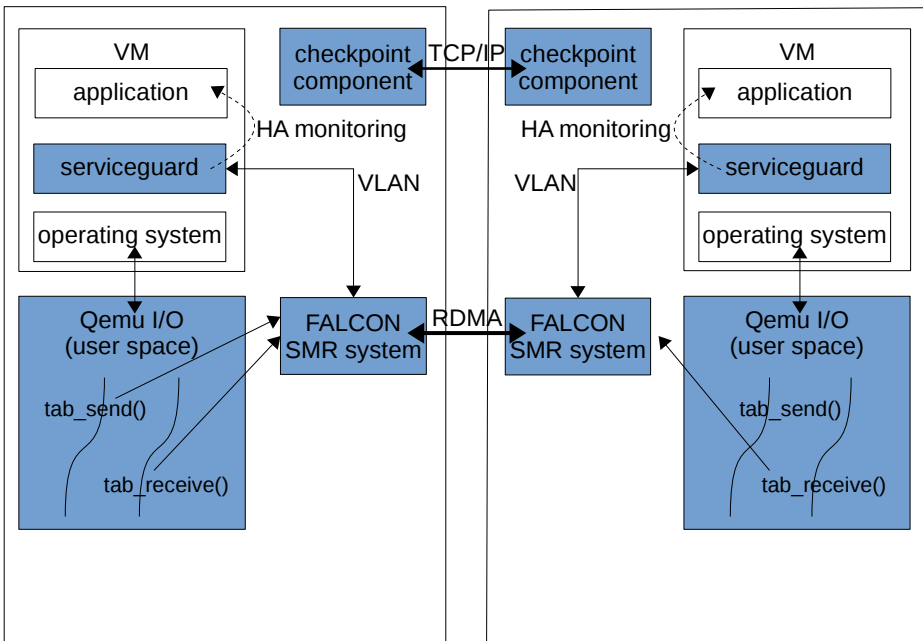 VM
application
HA monitoring
serviceguard
VLAN
operating system
checkpoint
component
TCP/IP
checkpoint
component
VM
application
HA monitoring
serviceguard
VLAN
operating system
Qemu I/O
(user space)
tab_send()
tab_receive()
FALCON
SMR system
RDMA
FALCON
SMR system
Qemu I/O
(user space)
tab_send()
tab_receive()